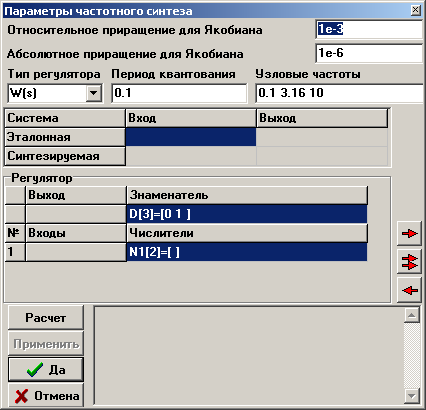 Параметры частотного синтеза
Относительное приращение для Якобиана 1e-3
Абсолютное приращение для Якобиана 1e-6
Тип регулятора Период квантования Узловые частоты
W(s) 0.1 0.1 3.16 10
Система Вход Выход
Эталонная
Синтезируемая
Регулятор
Выход Знаменатель
D[3]=[0 1 ]
№ Входы Числители
1 N1[2]=[ ]
Расчет
Применить
Да
Отмена